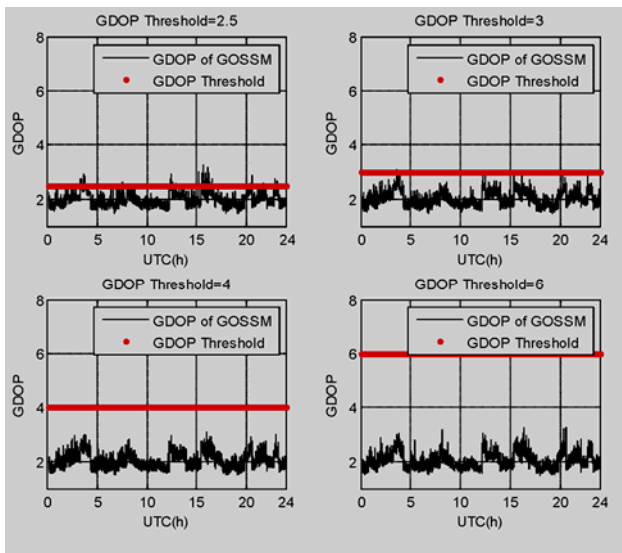 GDOP Threshold=2.5
8
6
4
2
GDOP
GDOP of GOSSM
GDOP Threshold
0 5 10 15 20 24
UTC(h)
GDOP Threshold=3
8
6
4
2
GDOP
GDOP of GOSSM
GDOP Threshold
0 5 10 15 20 24
UTC(h)
GDOP Threshold=4
8
6
4
2
GDOP
GDOP of GOSSM
GDOP Threshold
0 5 10 15 20 24
UTC(h)
GDOP Threshold=6
8
6
4
2
GDOP
GDOP of GOSSM
GDOP Threshold
0 5 10 15 20 24
UTC(h)